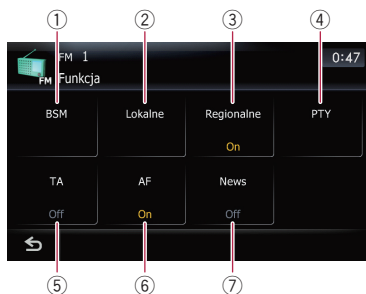 ① ② ③ ④
FM 1 0:47
FM Funkcja
BSM Lokalne Regionalne PTY
On
TA AF News
Off On Off
⑤ ⑥ ⑦